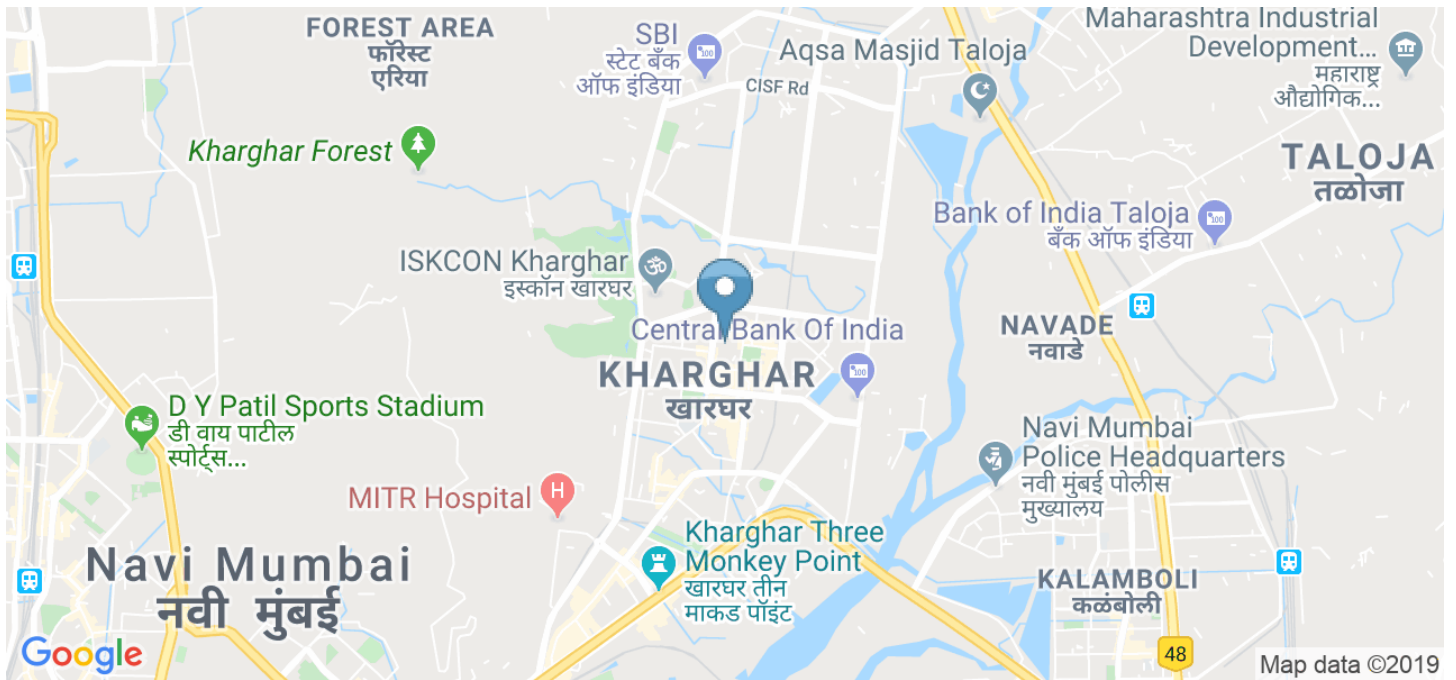 FOREST AREA
फॉरेस्ट
एरिया
SBI
स्टेट बँक
ऑफ इंडिया
CISF Rd
Aqsa Masjid Taloja
Maharashtra Industrial
Development...
महाराष्ट्र
औद्योगिक...
Kharghar Forest
TALOJA
तळोजा
Bank of India Taloja
बँक ऑफ इंडिया
ISKCON Kharghar
इस्कॉन खारघर
Central Bank Of India
NAVADE
नवाडे
KHARGHAR
खारघर
D Y Patil Sports Stadium
डी वाय पाटील
स्पोर्ट्स...
Navi Mumbai
Police Headquarters
नवी मुंबई पोलीस
मुख्यालय
MITR Hospital
H
Kharghar Three
Monkey Point
खारघर तीन
माकड पॉइंट
Navi Mumbai
नवी मुंबई
KALAMBOLI
कळंबोली
48
Google
Map data ©2019